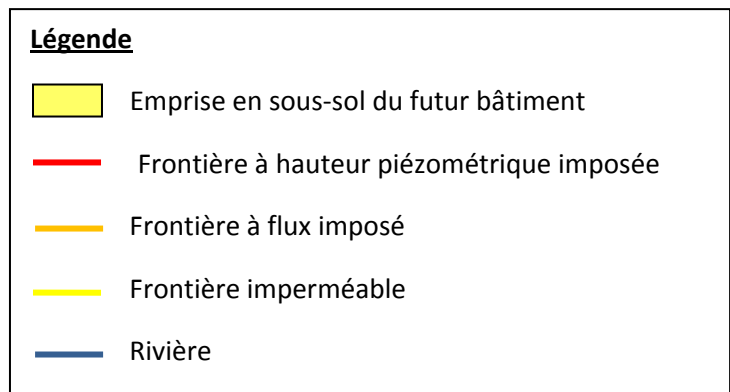 Légende
Emprise en sous-sol du futur bâtiment
Frontière à hauteur piézométrique imposée
Frontière à flux imposé
Frontière imperméable
Rivière